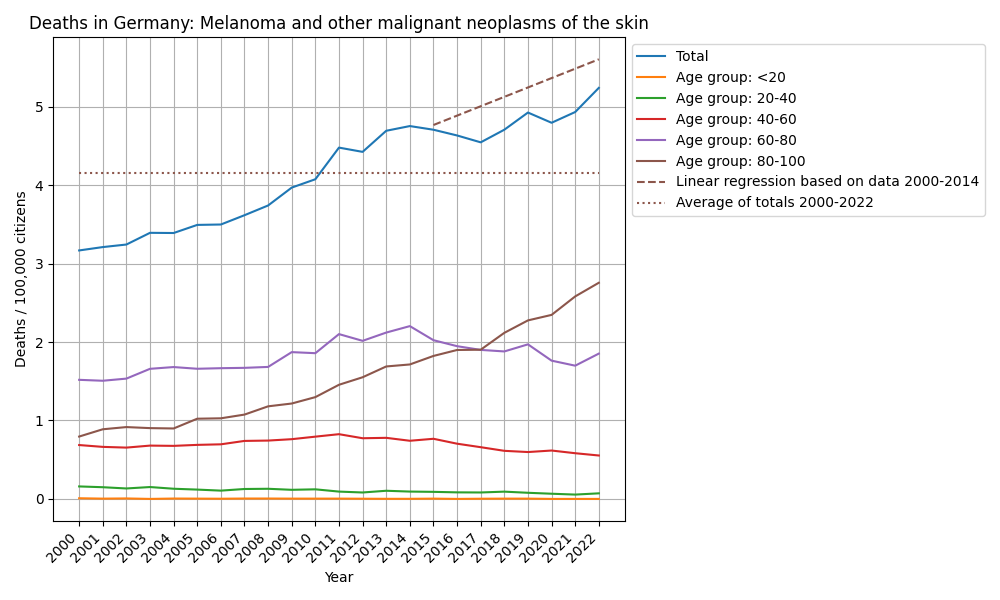 Deaths in Germany: Melanoma and other malignant neoplasms of the skin
Total
Age group: <20
Age group: 20-40
Age group: 40-60
Age group: 60-80
Age group: 80-100
Linear regression based on data 2000-2014
Average of totals 2000-2022
Deaths / 100,000 citizens
5
4
3
2
1
0
2000
2001
2002
2003
2004
2005
2006
2007
2008
2009
2010
2011
2012
2013
2014
2015
2016
2017
2018
2019
2020
2021
2022
Year